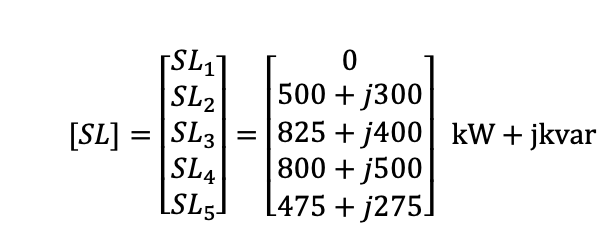 [SL] = [SL₁ SL₂ SL₃ SL₄ SL₅] = [0 500 + j300 825 + j400 800 + j500 475 + j275] kW + jkvar